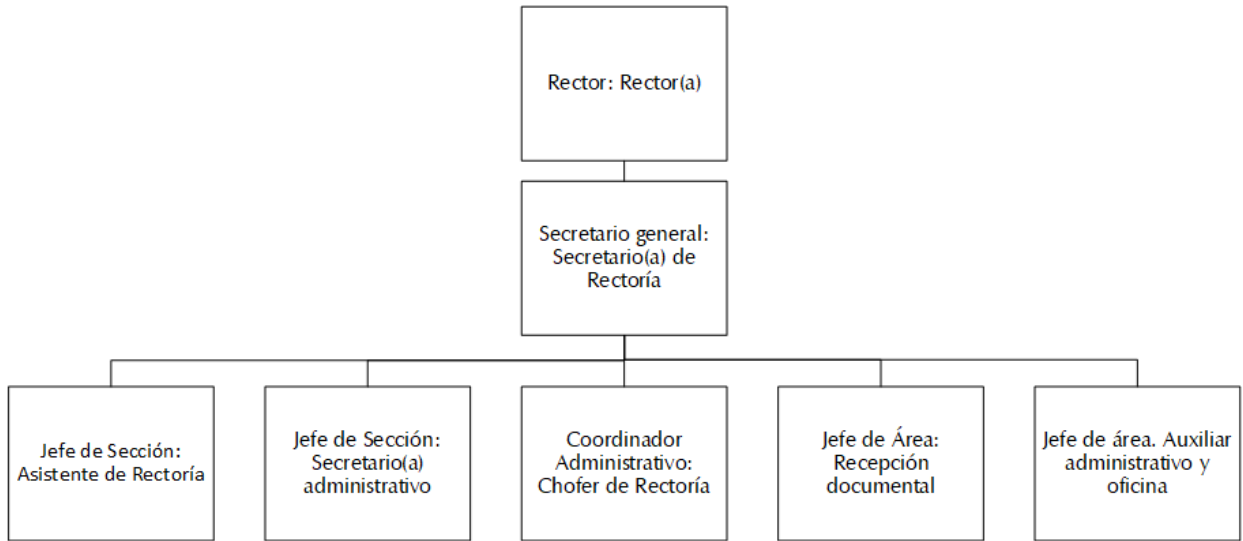 Rector: Rector(a)
Secretario general:
Secretario(a) de
Rectoría
Jefe de Sección:
Asistente de Rectoría
Jefe de Sección:
Secretario(a)
administrativo
Coordinador
Administrativo:
Chofer de Rectoría
Jefe de Área:
Recepción
documental
Jefe de área. Auxiliar
administrativo y
oficina